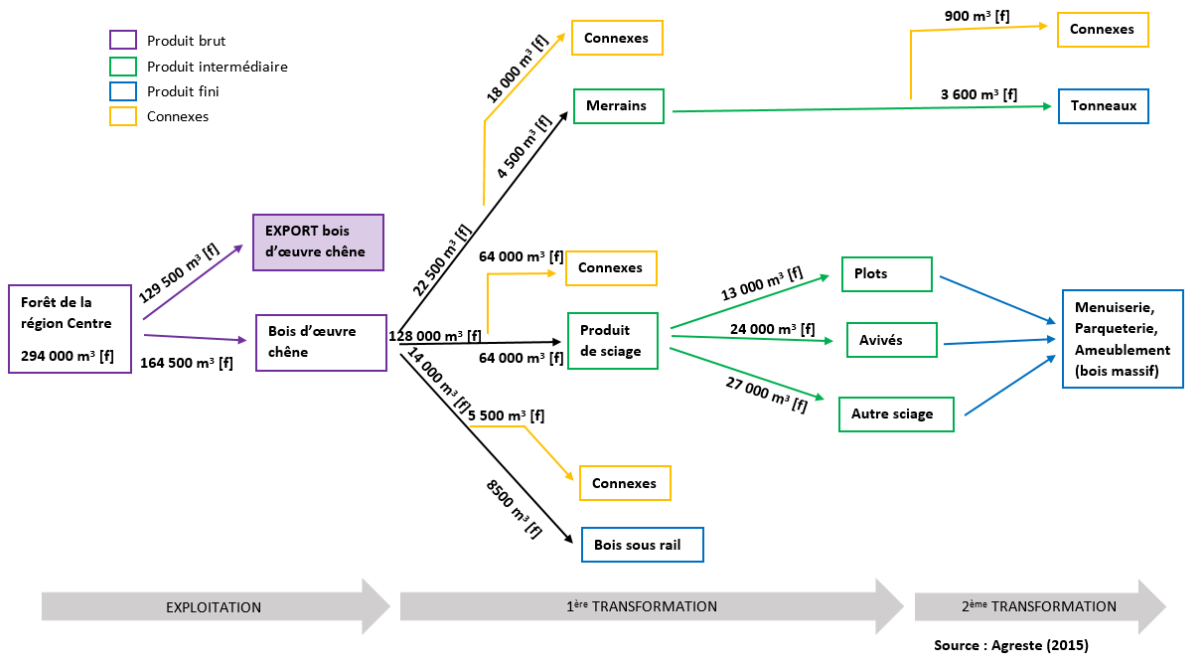 Produit brut
Produit intermédiaire
Produit fini
Connexes
900 m³ [f]
Connexes
18 000 m³ [f]
Connexes
4 500 m³ [f]
Merrains
3 600 m³ [f]
Tonneaux
129 500 m³ [f]
EXPORT bois
d'œuvre chêne
22 500 m³ [f]
64 000 m³ [f]
Connexes
13 000 m³ [f]
Plots
Forêt de la
région Centre
294 000 m³ [f]
164 500 m³ [f]
Bois d'œuvre
chêne
128 000 m³ [f]
64 000 m³ [f]
Produit
de sciage
24 000 m³ [f]
Avivés
27 000 m³ [f]
Autre sciage
Menuiserie,
Parqueterie,
Ameublement
(bois massif)
14 000 m³ [f]
5 500 m³ [f]
Connexes
8500 m³ [f]
Bois sous rail
EXPLOITATION
1ère TRANSFORMATION
2ème TRANSFORMATION
Source : Agreste (2015)